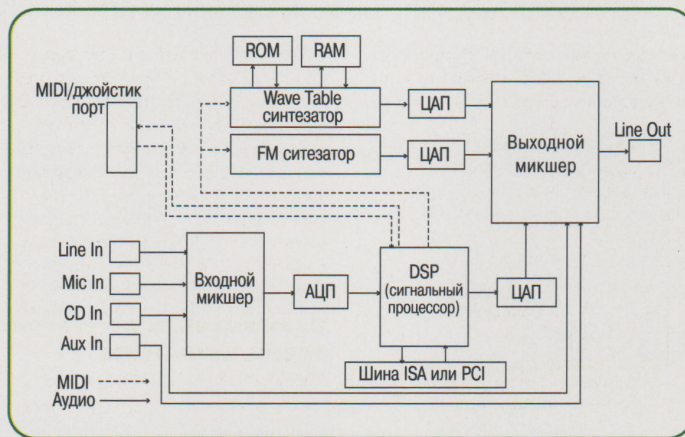 ROM
RAM
MIDI/джойстик
порт
Wave Table
синтезатор
ЦАП
FM ситезатор
ЦАП
Выходной
микшер
Line Out
Line In
Mic In
CD In
Aux In
Входной
микшер
АЦП
DSP
(сигнальный
процессор)
ЦАП
Шина ISA или PCI
MIDI
Аудио